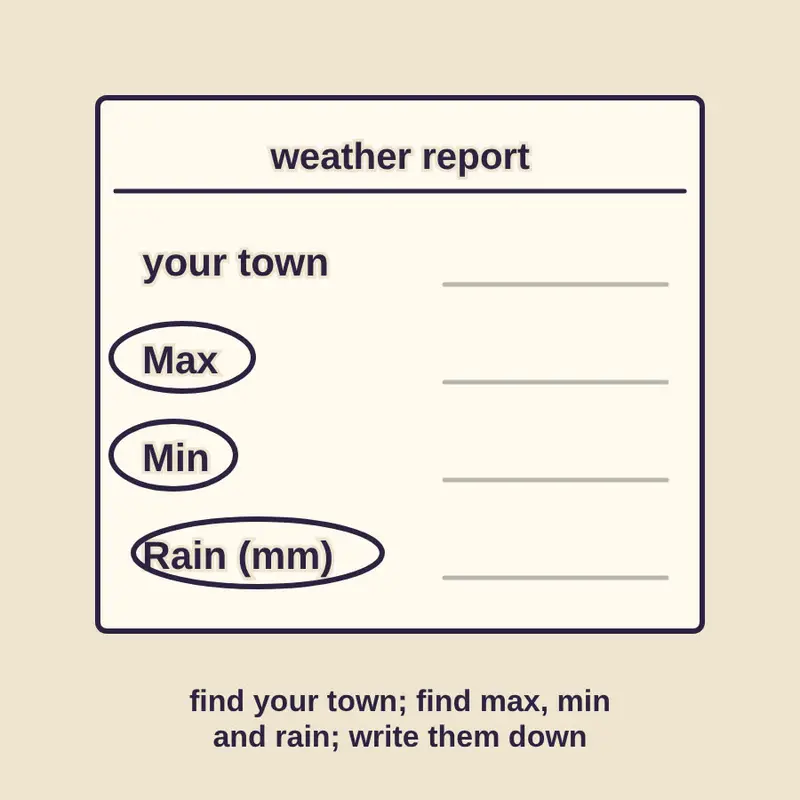 weather report
your town
Max
Min
Rain (mm)
find your town; find max, min
and rain; write them down